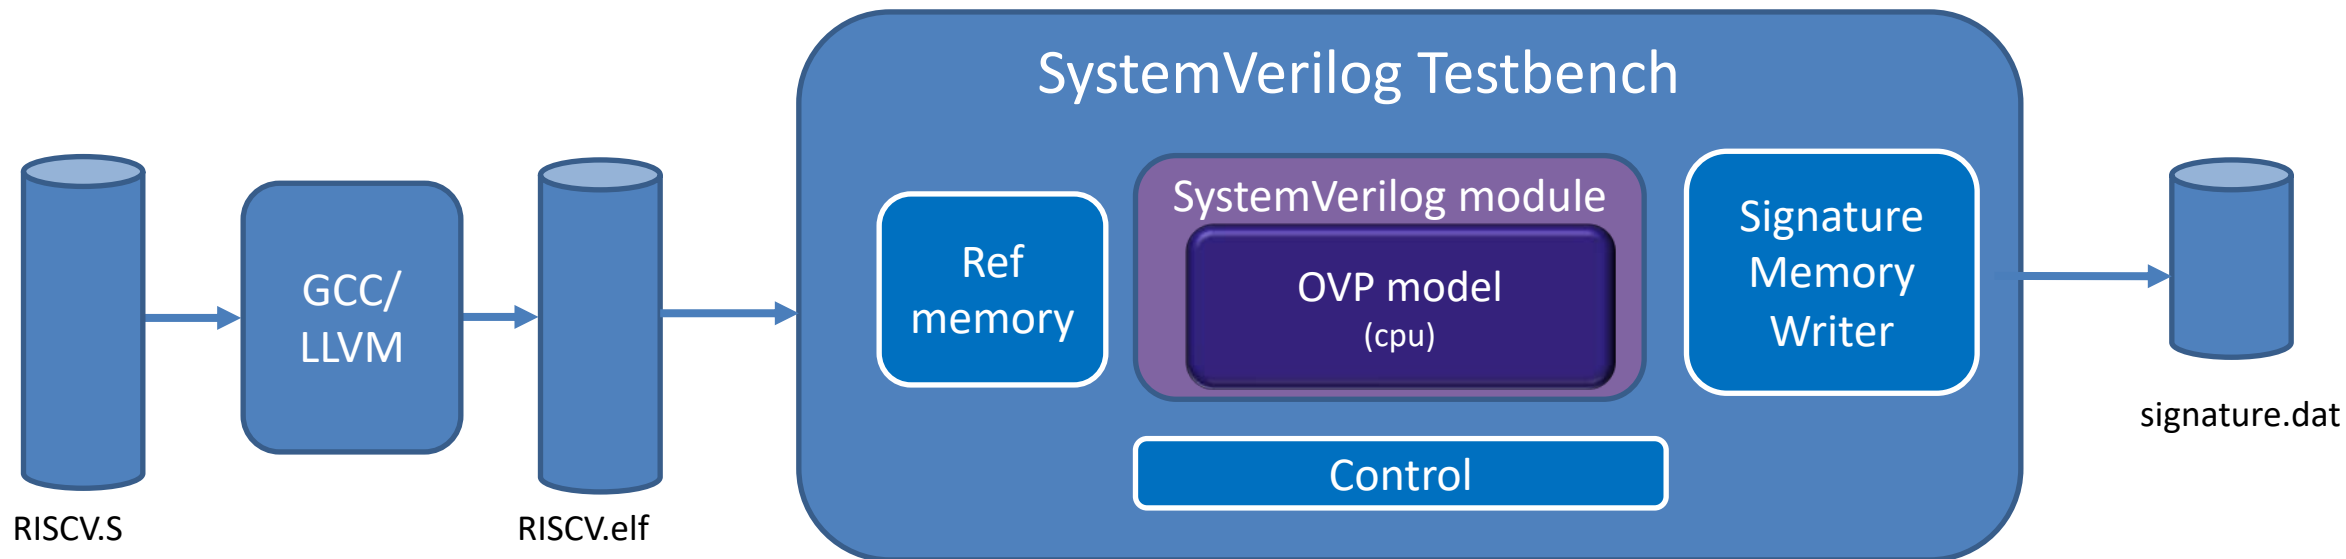 SystemVerilog Testbench
RISCV.S
GCC/
LLVM
RISCV.elf
Ref
memory
SystemVerilog module
OVP model
(cpu)
Signature
Memory
Writer
Control
signature.dat